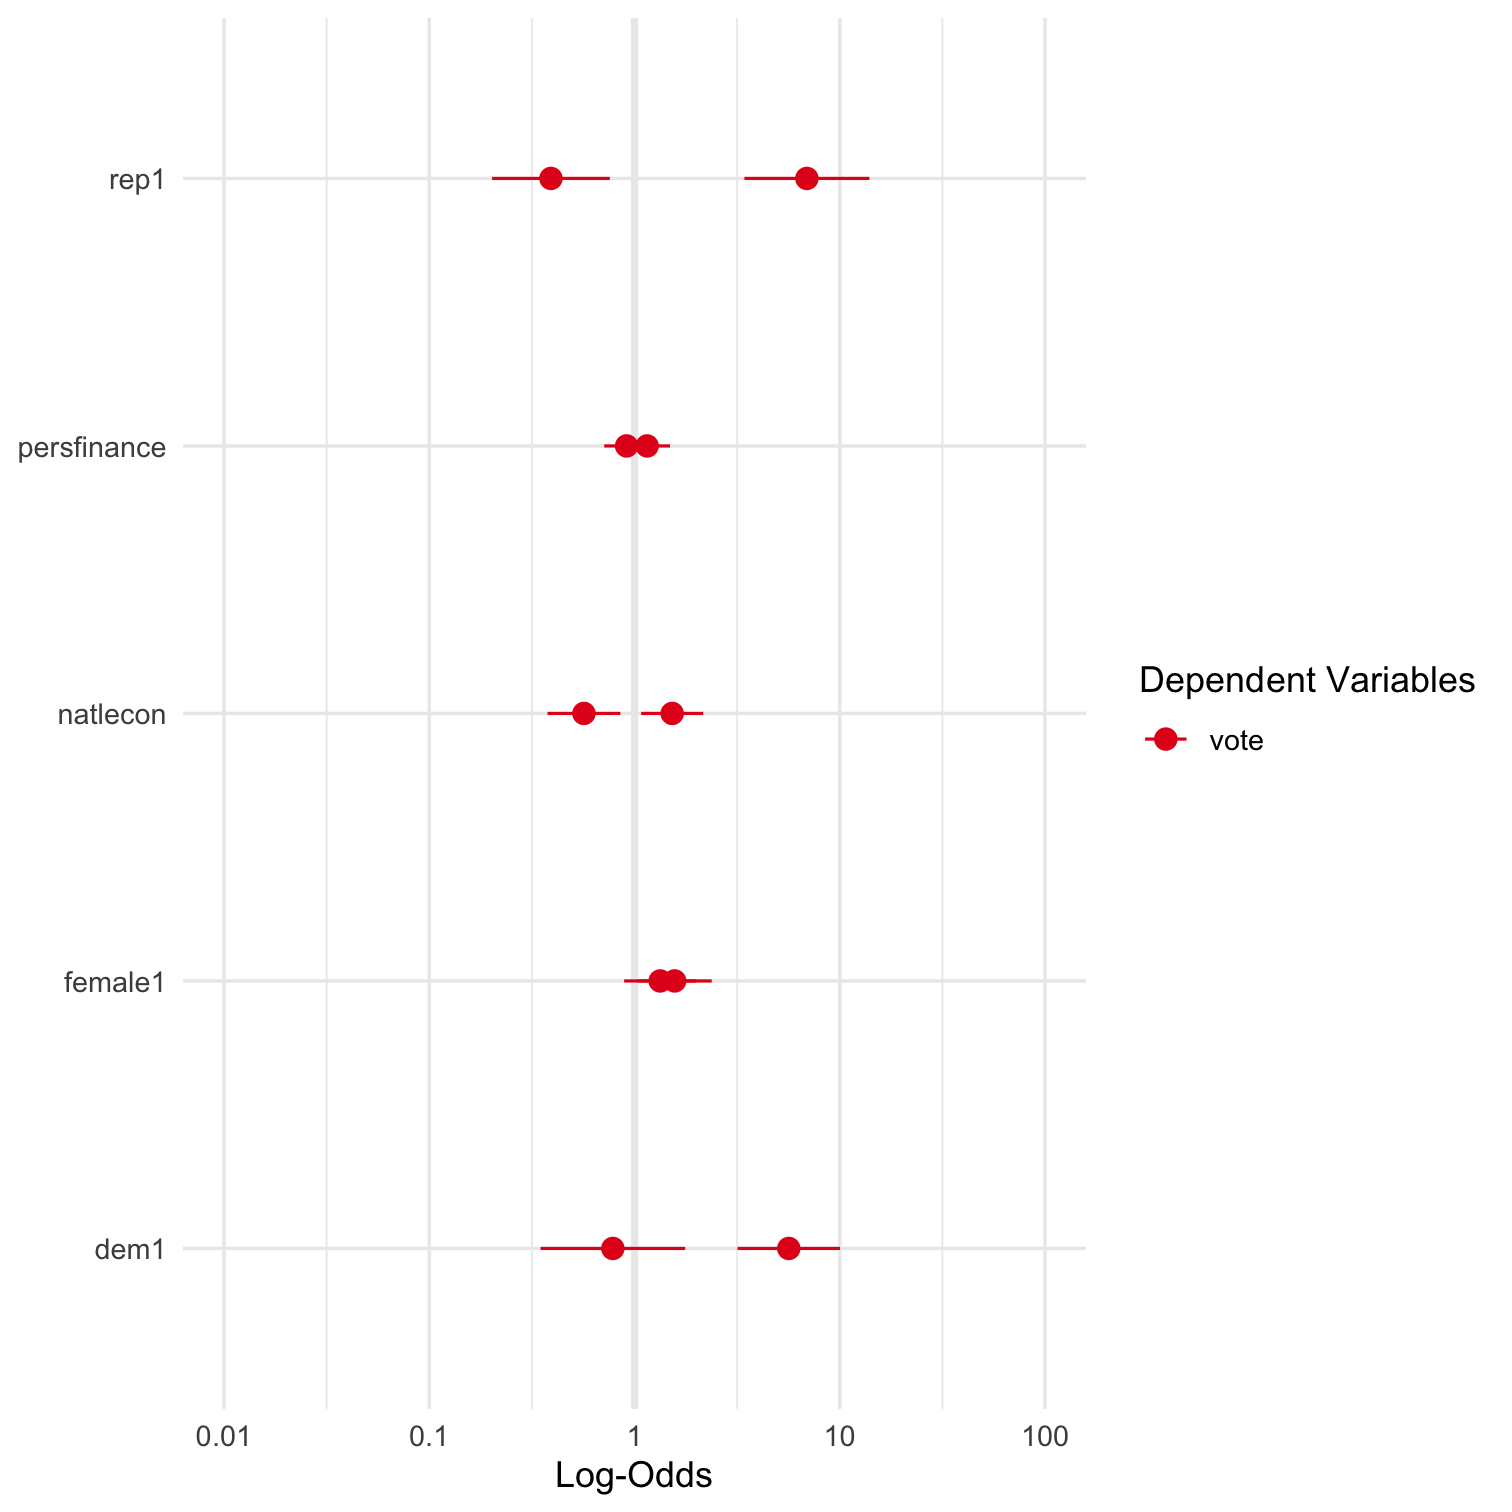 rep1
persfinance
natlecon
female1
dem1
0.01 0.1 1 10 100
Log-Odds
Dependent Variables
vote